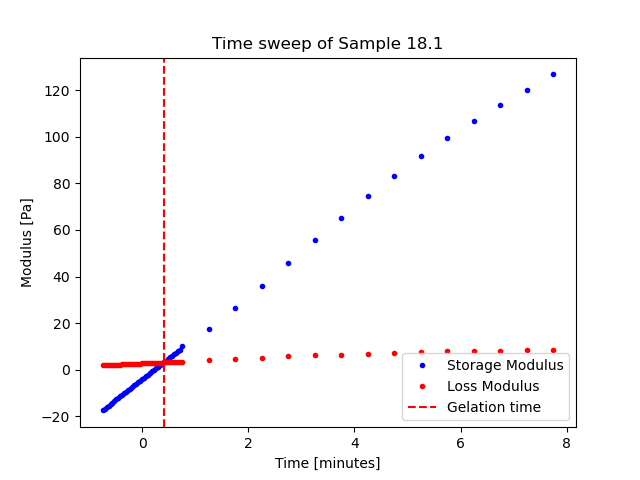 Time sweep of Sample 18.1
Modulus [Pa]
120
100
80
60
40
20
0
−20
Storage Modulus
Loss Modulus
Gelation time
0 2 4 6 8
Time [minutes]